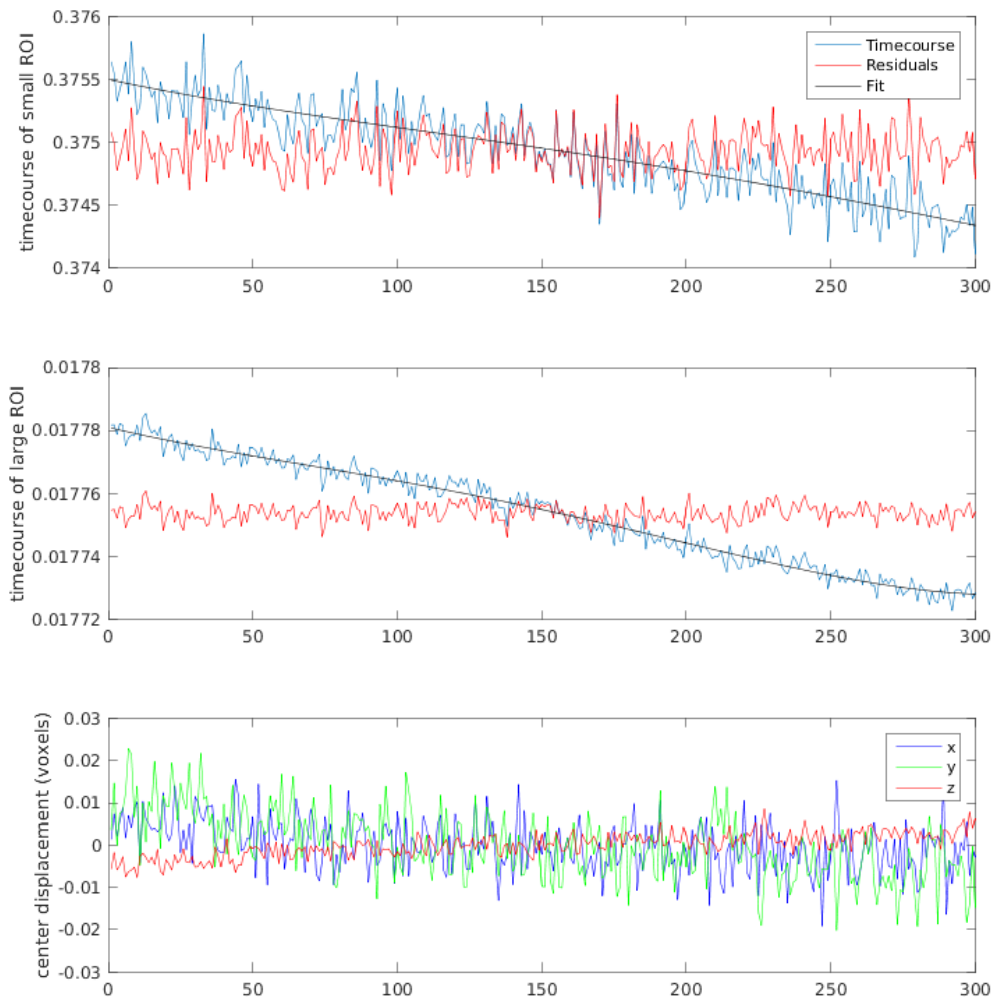 0.376
0.3755
0.375
0.3745
0.374
timecourse of small ROI
Timecourse
Residuals
Fit
0 50 100 150 200 250 300
0.0178
0.01778
0.01776
0.01774
0.01772
timecourse of large ROI
0 50 100 150 200 250 300
0.03
0.02
0.01
0
-0.01
-0.02
-0.03
center displacement (voxels)
x
y
z
0 50 100 150 200 250 300